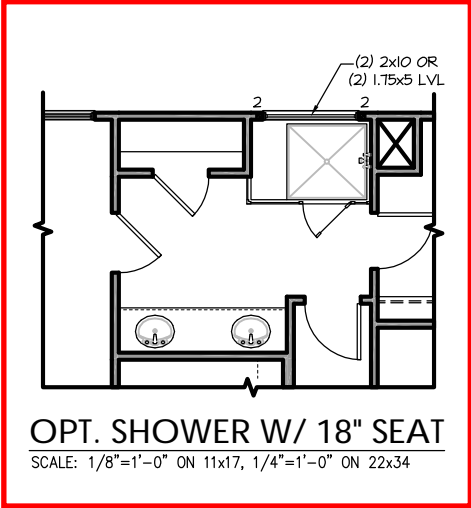 (2) 2x10 OR
(2) 1.75x5 LVL
2 2
OPT. SHOWER W/ 18" SEAT
SCALE: 1/8"=1'-0" ON 11x17, 1/4"=1'-0" ON 22x34